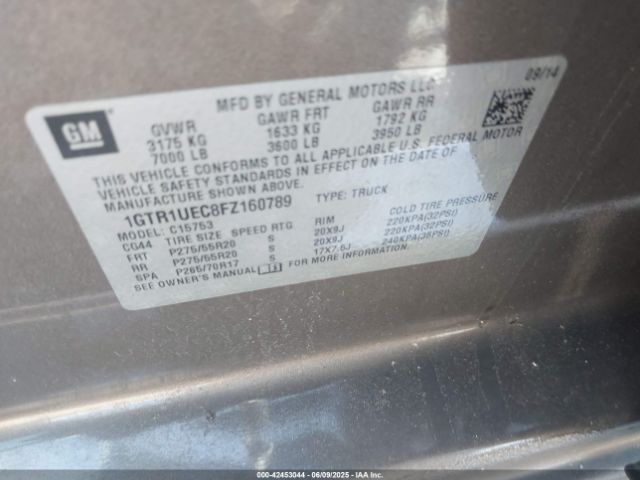 GM
MFD BY GENERAL MOTORS LLC
09/14
GVWR GAWR FRT GAWR RR
3175 KG 1633 KG 1792 KG
7000 LB 3600 LB 3950 LB
THIS VEHICLE CONFORMS TO ALL APPLICABLE U.S. FEDERAL MOTOR
VEHICLE SAFETY STANDARDS IN EFFECT ON THE DATE OF
MANUFACTURE SHOWN ABOVE.
1GTR1UEC8FZ160789 TYPE: TRUCK
MODEL: C15753
CG44 TIRE SIZE SPEED RTG RIM COLD TIRE PRESSURE
FRT P275/55R20 S 20X9J 220KPA(32PSI)
RR P275/55R20 S 20X9J 220KPA(32PSI)
SPA P265/70R17 S 17X7.5J 240KPA(35PSI)
SEE OWNER'S MANUAL FOR MORE INFORMATION.
000-42453044 | 06/09/2025 - IAA Inc.